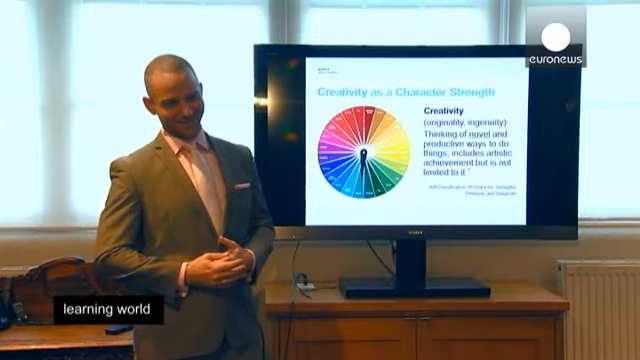 euronews
Creativity as a Character Strength
Creativity
(originality, ingenuity):
Thinking of novel and
productive ways to do
things; includes artistic
achievement but is not
limited to it."
VIA Classification of Character Strengths
Peterson and Seligman
SONY
learning world